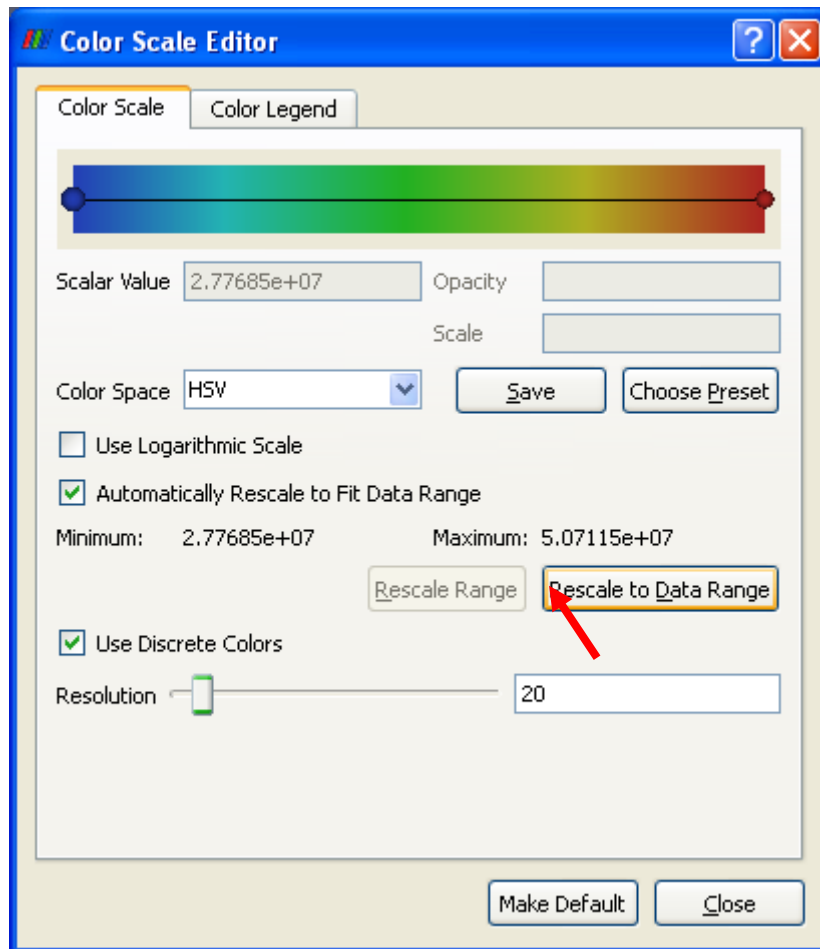 Color Scale Editor
Color Scale Color Legend
Scalar Value 2.77685e+07 Opacity
Scale
Color Space HSV Save Choose Preset
Use Logarithmic Scale
Automatically Rescale to Fit Data Range
Minimum: 2.77685e+07 Maximum: 5.07115e+07
Rescale Range Rescale to Data Range
Use Discrete Colors
Resolution 20
Make Default Close